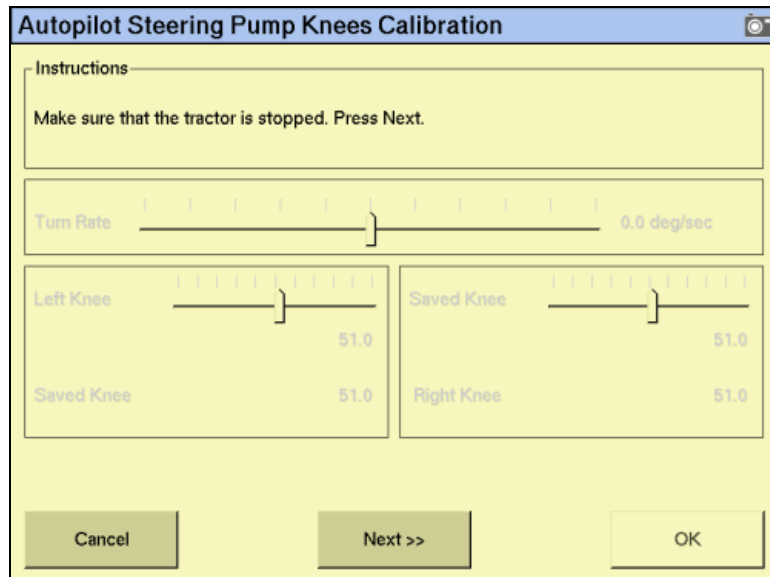 Autopilot Steering Pump Knees Calibration
Instructions
Make sure that the tractor is stopped. Press Next.
Turn Rate 0.0 deg/sec
Left Knee
51.0
Saved Knee 51.0
Saved Knee
51.0
Right Knee 51.0
Cancel Next >> OK